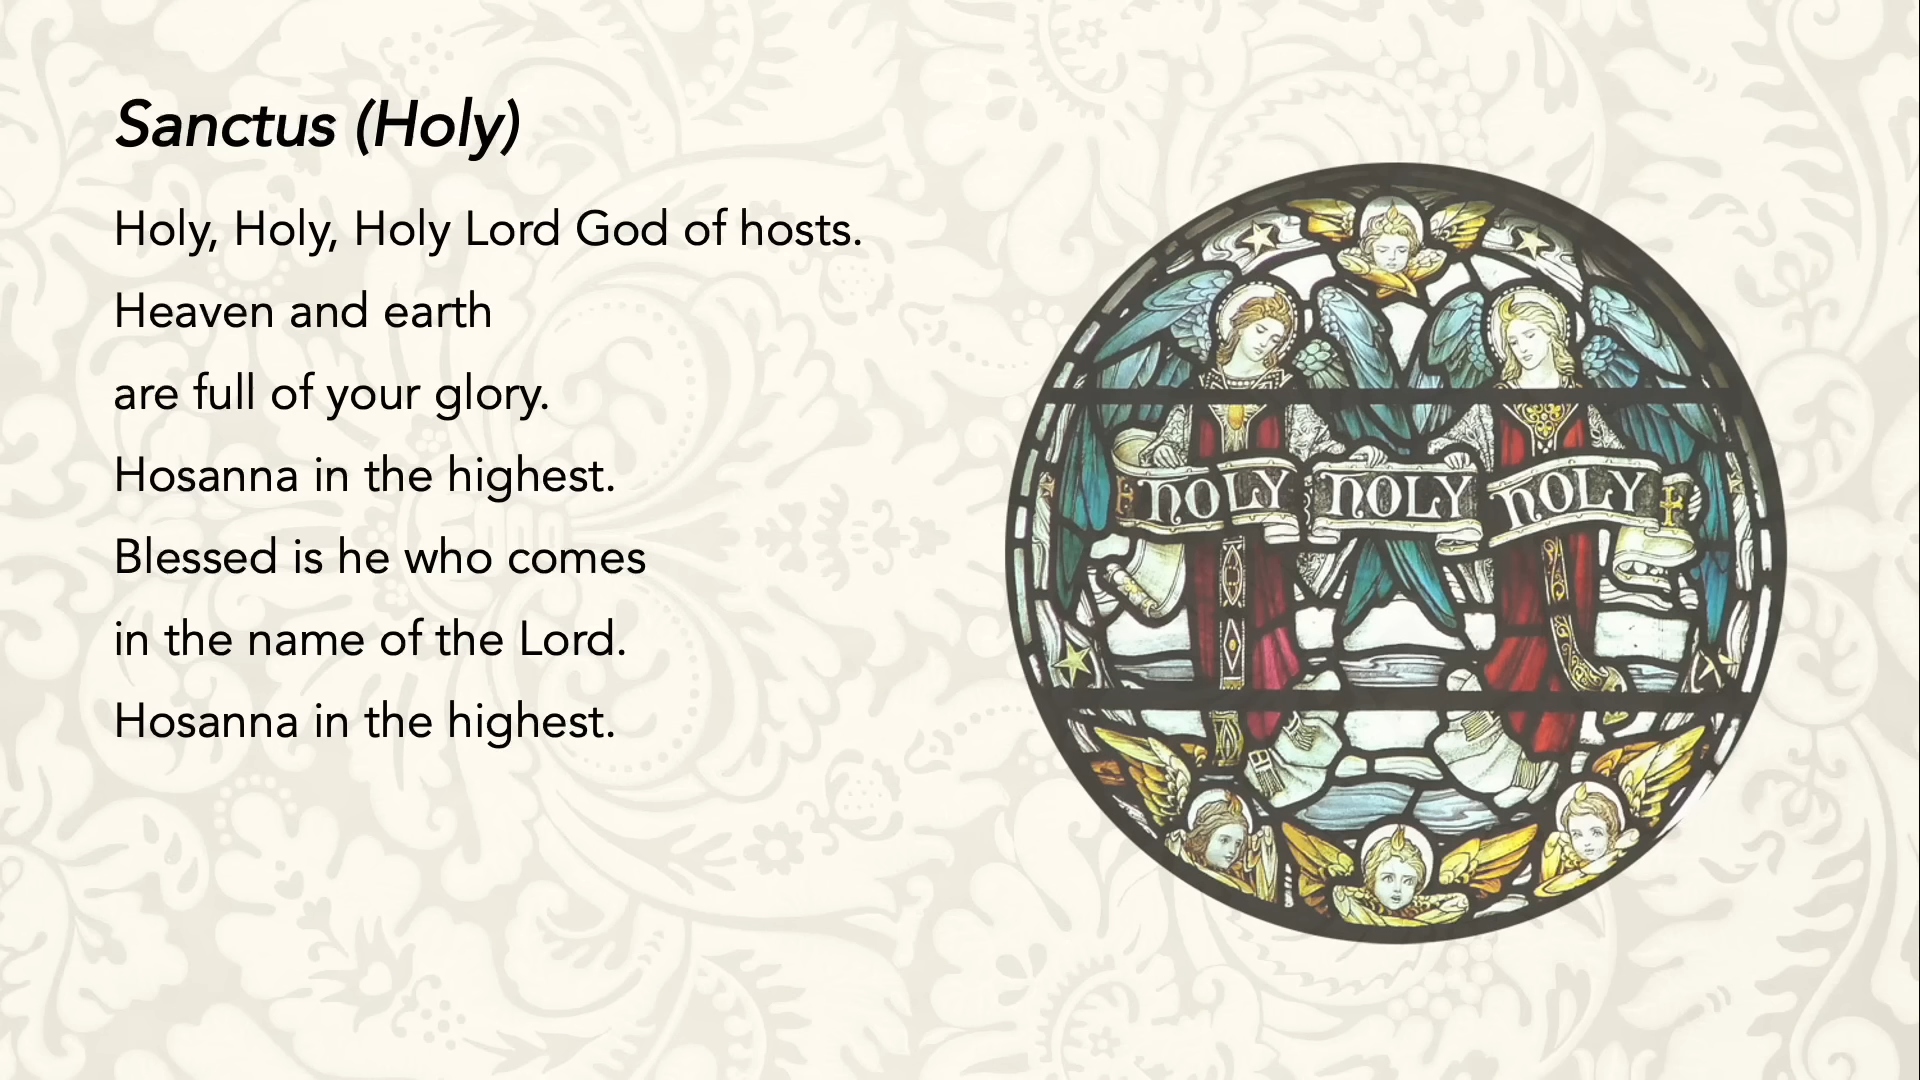 Sanctus (Holy)
Holy, Holy, Holy Lord God of hosts.
Heaven and earth
are full of your glory.
Hosanna in the highest.
Blessed is he who comes
in the name of the Lord.
Hosanna in the highest.
HOLY HOLY HOLY